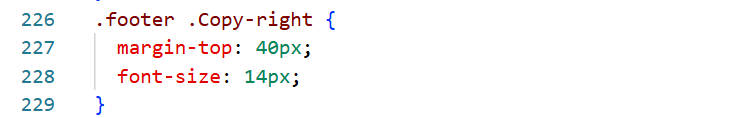 226 .footer .Copy-right {
227 margin-top: 40px;
228 font-size: 14px;
229 }